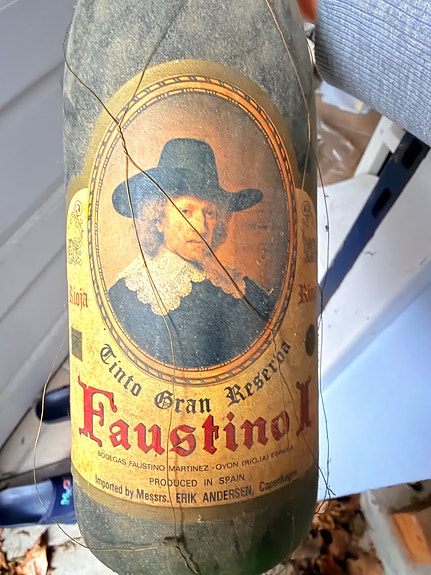 Rioja
Tinto Gran Reserva
Faustino I
BODEGAS FAUSTINO MARTINEZ - OYON (RIOJA) ESPAÑA
PRODUCED IN SPAIN
Imported by Messrs. ERIK ANDERSEN, Copenhagen